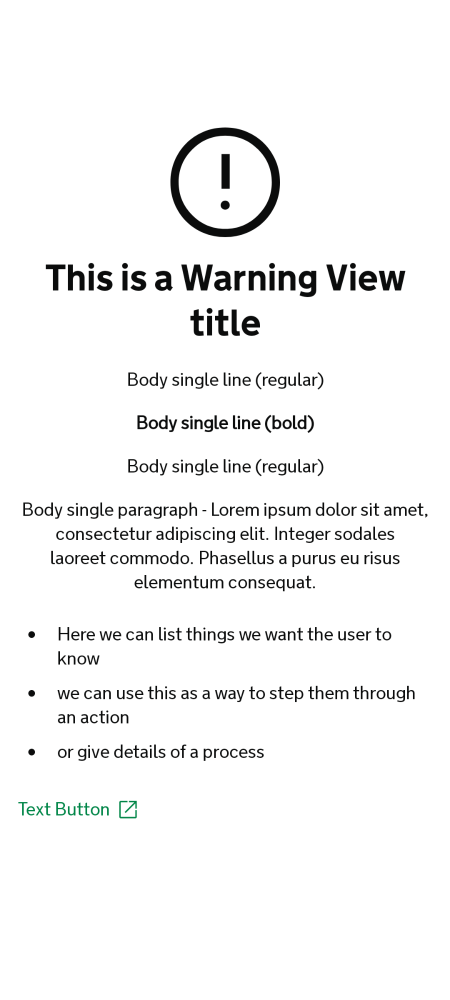 This is a Warning View
title
Body single line (regular)
Body single line (bold)
Body single line (regular)
Body single paragraph - Lorem ipsum dolor sit amet,
consectetur adipiscing elit. Integer sodales
laoreet commodo. Phasellus a purus eu risus
elementum consequat.
• Here we can list things we want the user to
know
• we can use this as a way to step them through
an action
• or give details of a process
Text Button